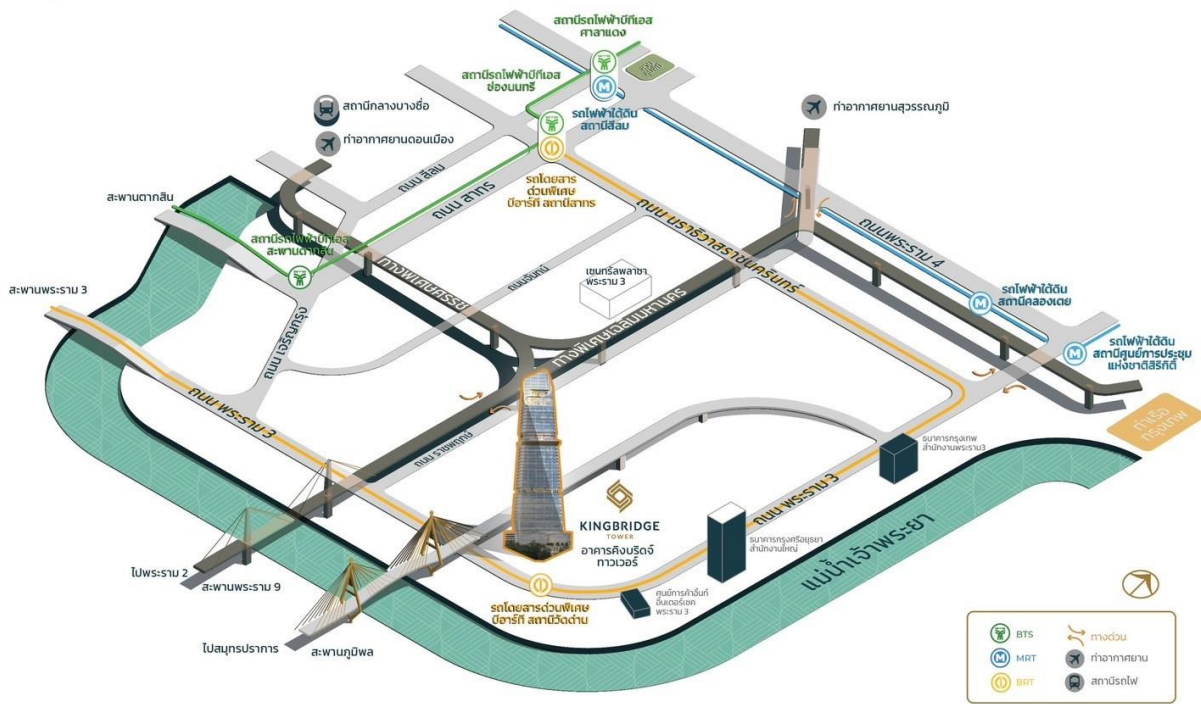 สถานีรถไฟฟ้าบีทีเอส
ศาลาแดง
สถานีรถไฟฟ้าบีทีเอส
ช่องนนทรี
สวน
ลุมพินี
รถไฟฟ้าใต้ดิน
สถานีสีลม
สถานีกลางบางซื่อ
ท่าอากาศยานดอนเมือง
ท่าอากาศยานสุวรรณภูมิ
ถนน สีลม
ถนน สาทร
รถโดยสาร
ด่วนพิเศษ
บีอาร์ที สถานีสาทร
สะพานตากสิน
สถานีรถไฟฟ้าบีทีเอส
สะพานตากสิน
ถนน นราธิวาสราชนครินทร์
ถนนพระราม 4
ทางพิเศษศรีรัช
ถนนจันทน์
เซนทรัลพลาซา
พระราม 3
ทางพิเศษเฉลิมมหานคร
สะพานพระราม 3
ถนน เจริญกรุง
รถไฟฟ้าใต้ดิน
สถานีคลองเตย
รถไฟฟ้าใต้ดิน
สถานีศูนย์การประชุม
แห่งชาติสิริกิติ์
ท่าเรือ
กรุงเทพ
ถนน พระราม 3
ถนน ราชพฤกษ์
ธนาคารกรุงเทพ
สำนักงานพระราม3
KINGBRIDGE
TOWER
อาคารคิงบริดจ์
ทาวเวอร์
ถนน พระราม 3
ธนาคารกรุงศรีอยุธยา
สำนักงานใหญ่
แม่น้ำเจ้าพระยา
ไปพระราม 2
สะพานพระราม 9
รถโดยสารด่วนพิเศษ
บีอาร์ที สถานีวัดด่าน
ศูนย์การค้าอิ๊นท์
อินเตอร์เซค
พระราม 3
ไปสมุทรปราการ
สะพานภูมิพล
BTS
ทางด่วน
MRT
ท่าอากาศยาน
BRT
สถานีรถไฟ